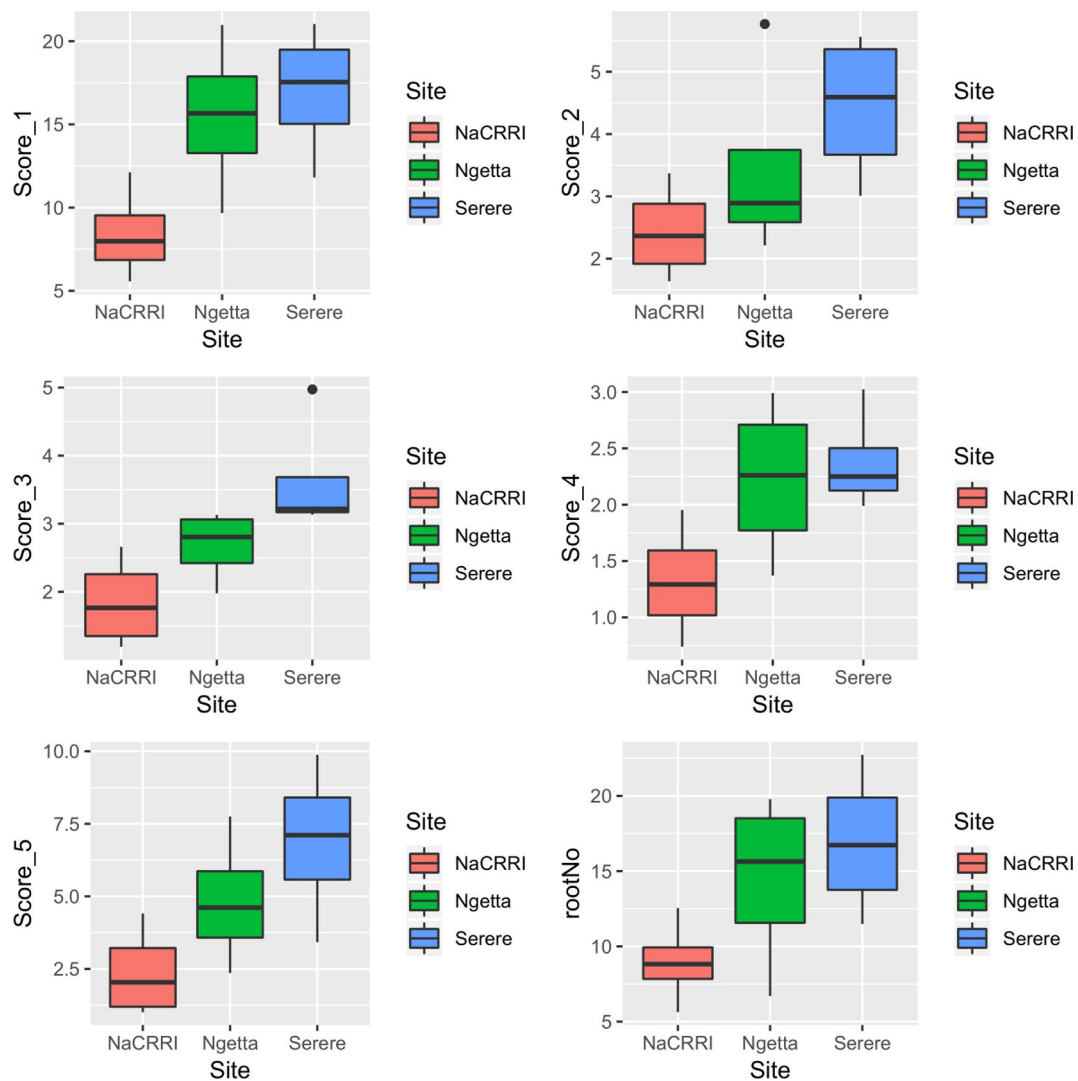 Score_1
20
15
10
5
NaCRRI Ngetta Serere
Site
Site
NaCRRI
Ngetta
Serere
Score_2
5
4
3
2
NaCRRI Ngetta Serere
Site
Site
NaCRRI
Ngetta
Serere
Score_3
5
4
3
2
NaCRRI Ngetta Serere
Site
Site
NaCRRI
Ngetta
Serere
Score_4
3.0
2.5
2.0
1.5
1.0
NaCRRI Ngetta Serere
Site
Site
NaCRRI
Ngetta
Serere
Score_5
10.0
7.5
5.0
2.5
NaCRRI Ngetta Serere
Site
Site
NaCRRI
Ngetta
Serere
rootNo
20
15
10
5
NaCRRI Ngetta Serere
Site
Site
NaCRRI
Ngetta
Serere